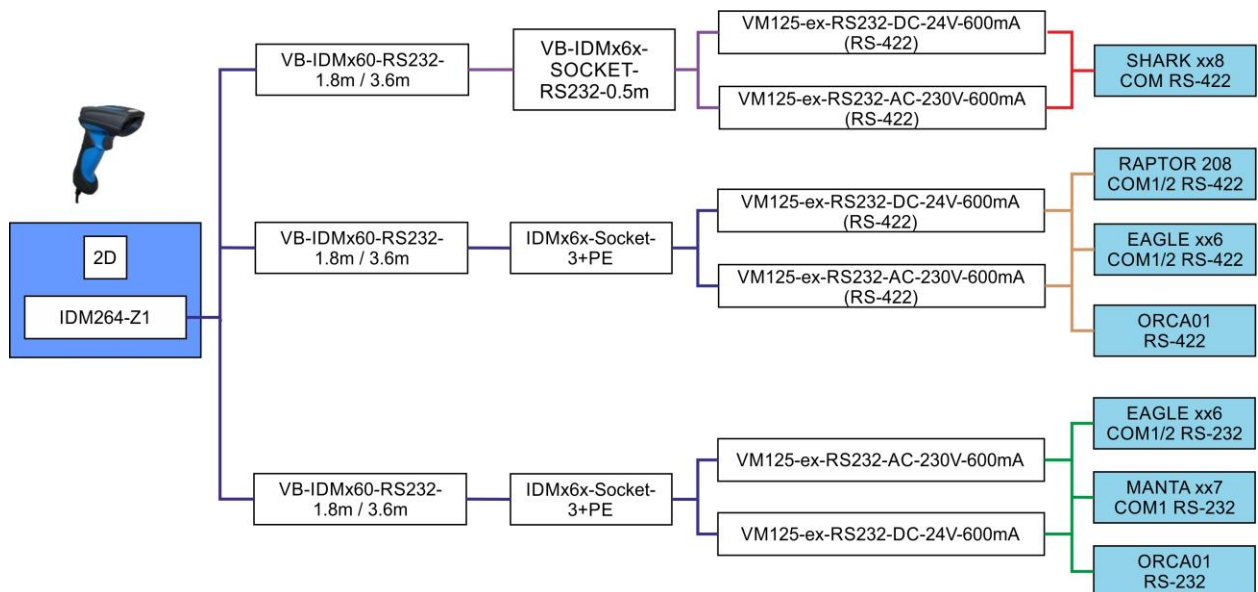 VB-IDMx60-RS232-
1.8m / 3.6m
VB-IDMx6x-
SOCKET-
RS232-0.5m
VM125-ex-RS232-DC-24V-600mA
(RS-422)
VM125-ex-RS232-AC-230V-600mA
(RS-422)
SHARK xx8
COM RS-422
2D
IDM264-Z1
VB-IDMx60-RS232-
1.8m / 3.6m
IDMx6x-Socket-
3+PE
VM125-ex-RS232-DC-24V-600mA
(RS-422)
VM125-ex-RS232-AC-230V-600mA
(RS-422)
RAPTOR 208
COM1/2 RS-422
EAGLE xx6
COM1/2 RS-422
ORCA01
RS-422
VB-IDMx60-RS232-
1.8m / 3.6m
IDMx6x-Socket-
3+PE
VM125-ex-RS232-AC-230V-600mA
VM125-ex-RS232-DC-24V-600mA
EAGLE xx6
COM1/2 RS-232
MANTA xx7
COM1 RS-232
ORCA01
RS-232